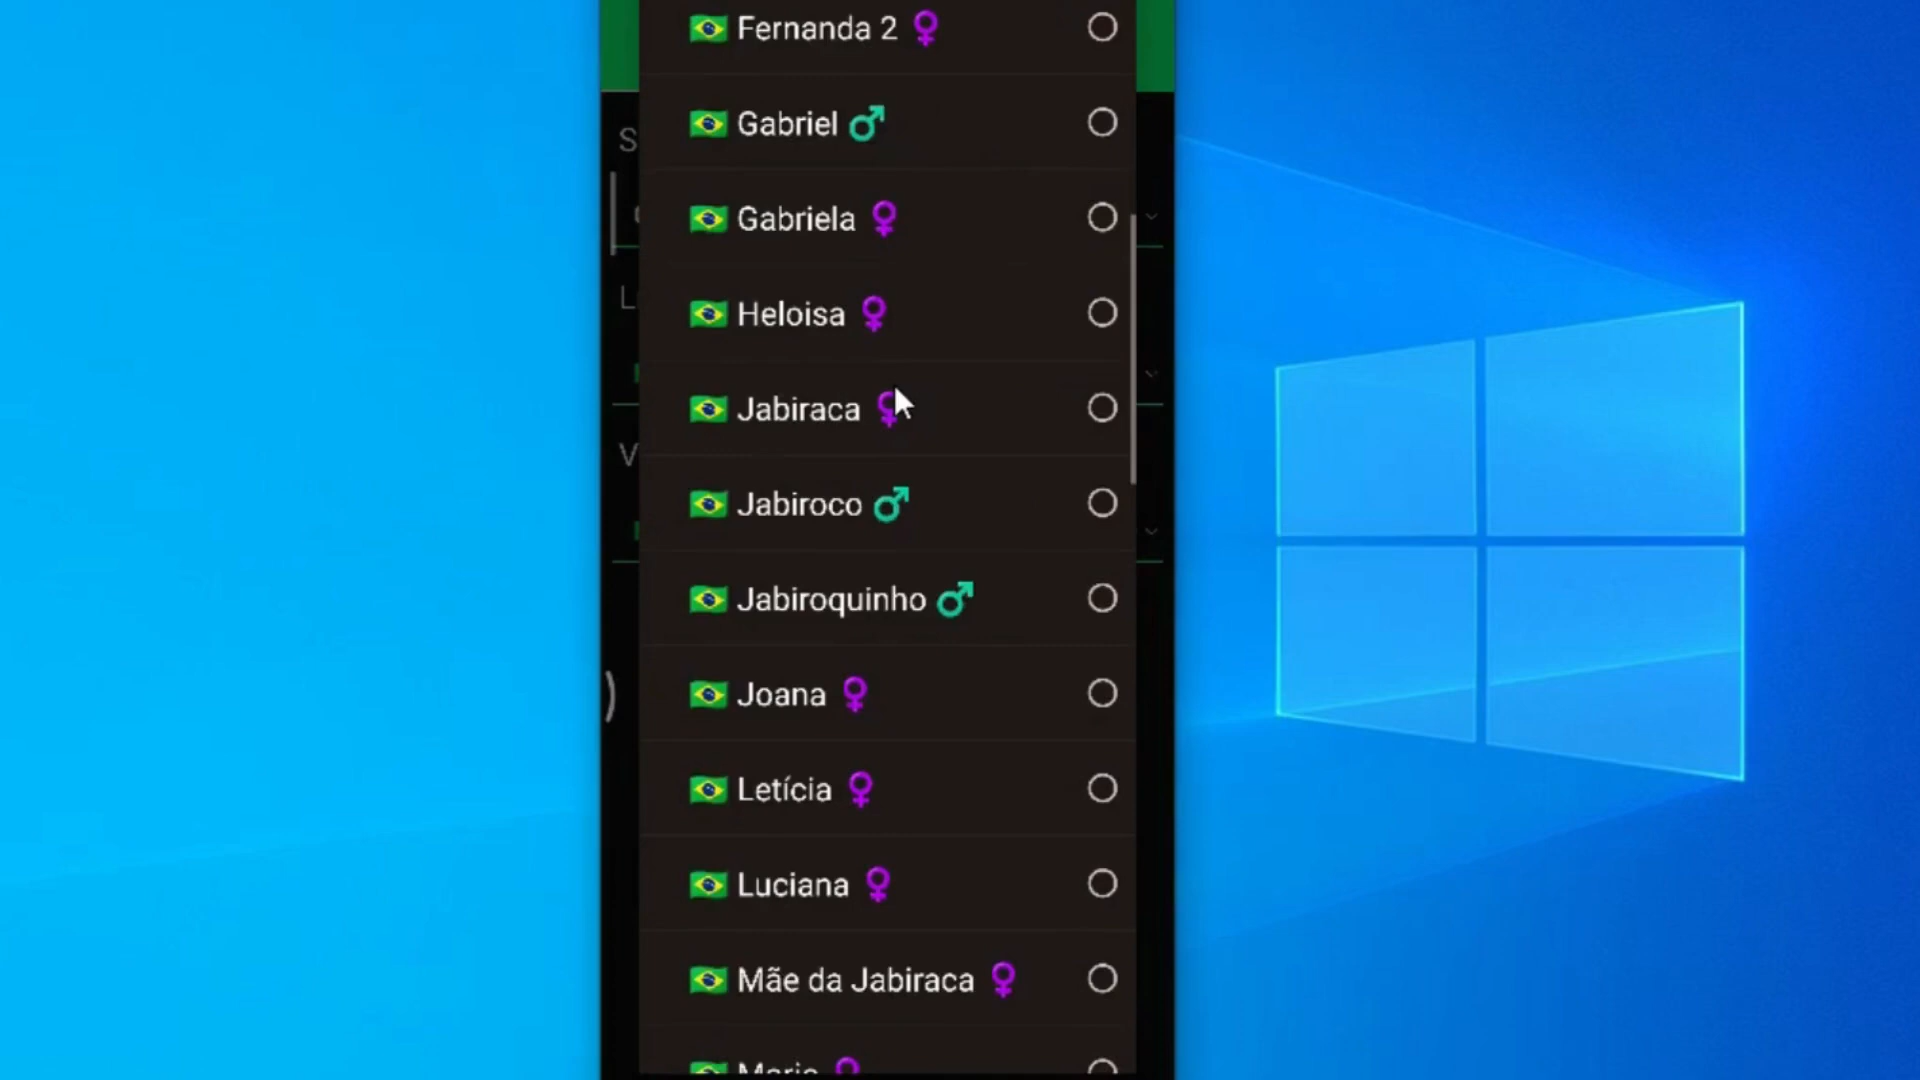 Fernanda 2
Gabriel
Gabriela
Heloisa
Jabiraca
Jabiroco
Jabiroquinho
Joana
Letícia
Luciana
Mãe da Jabiraca